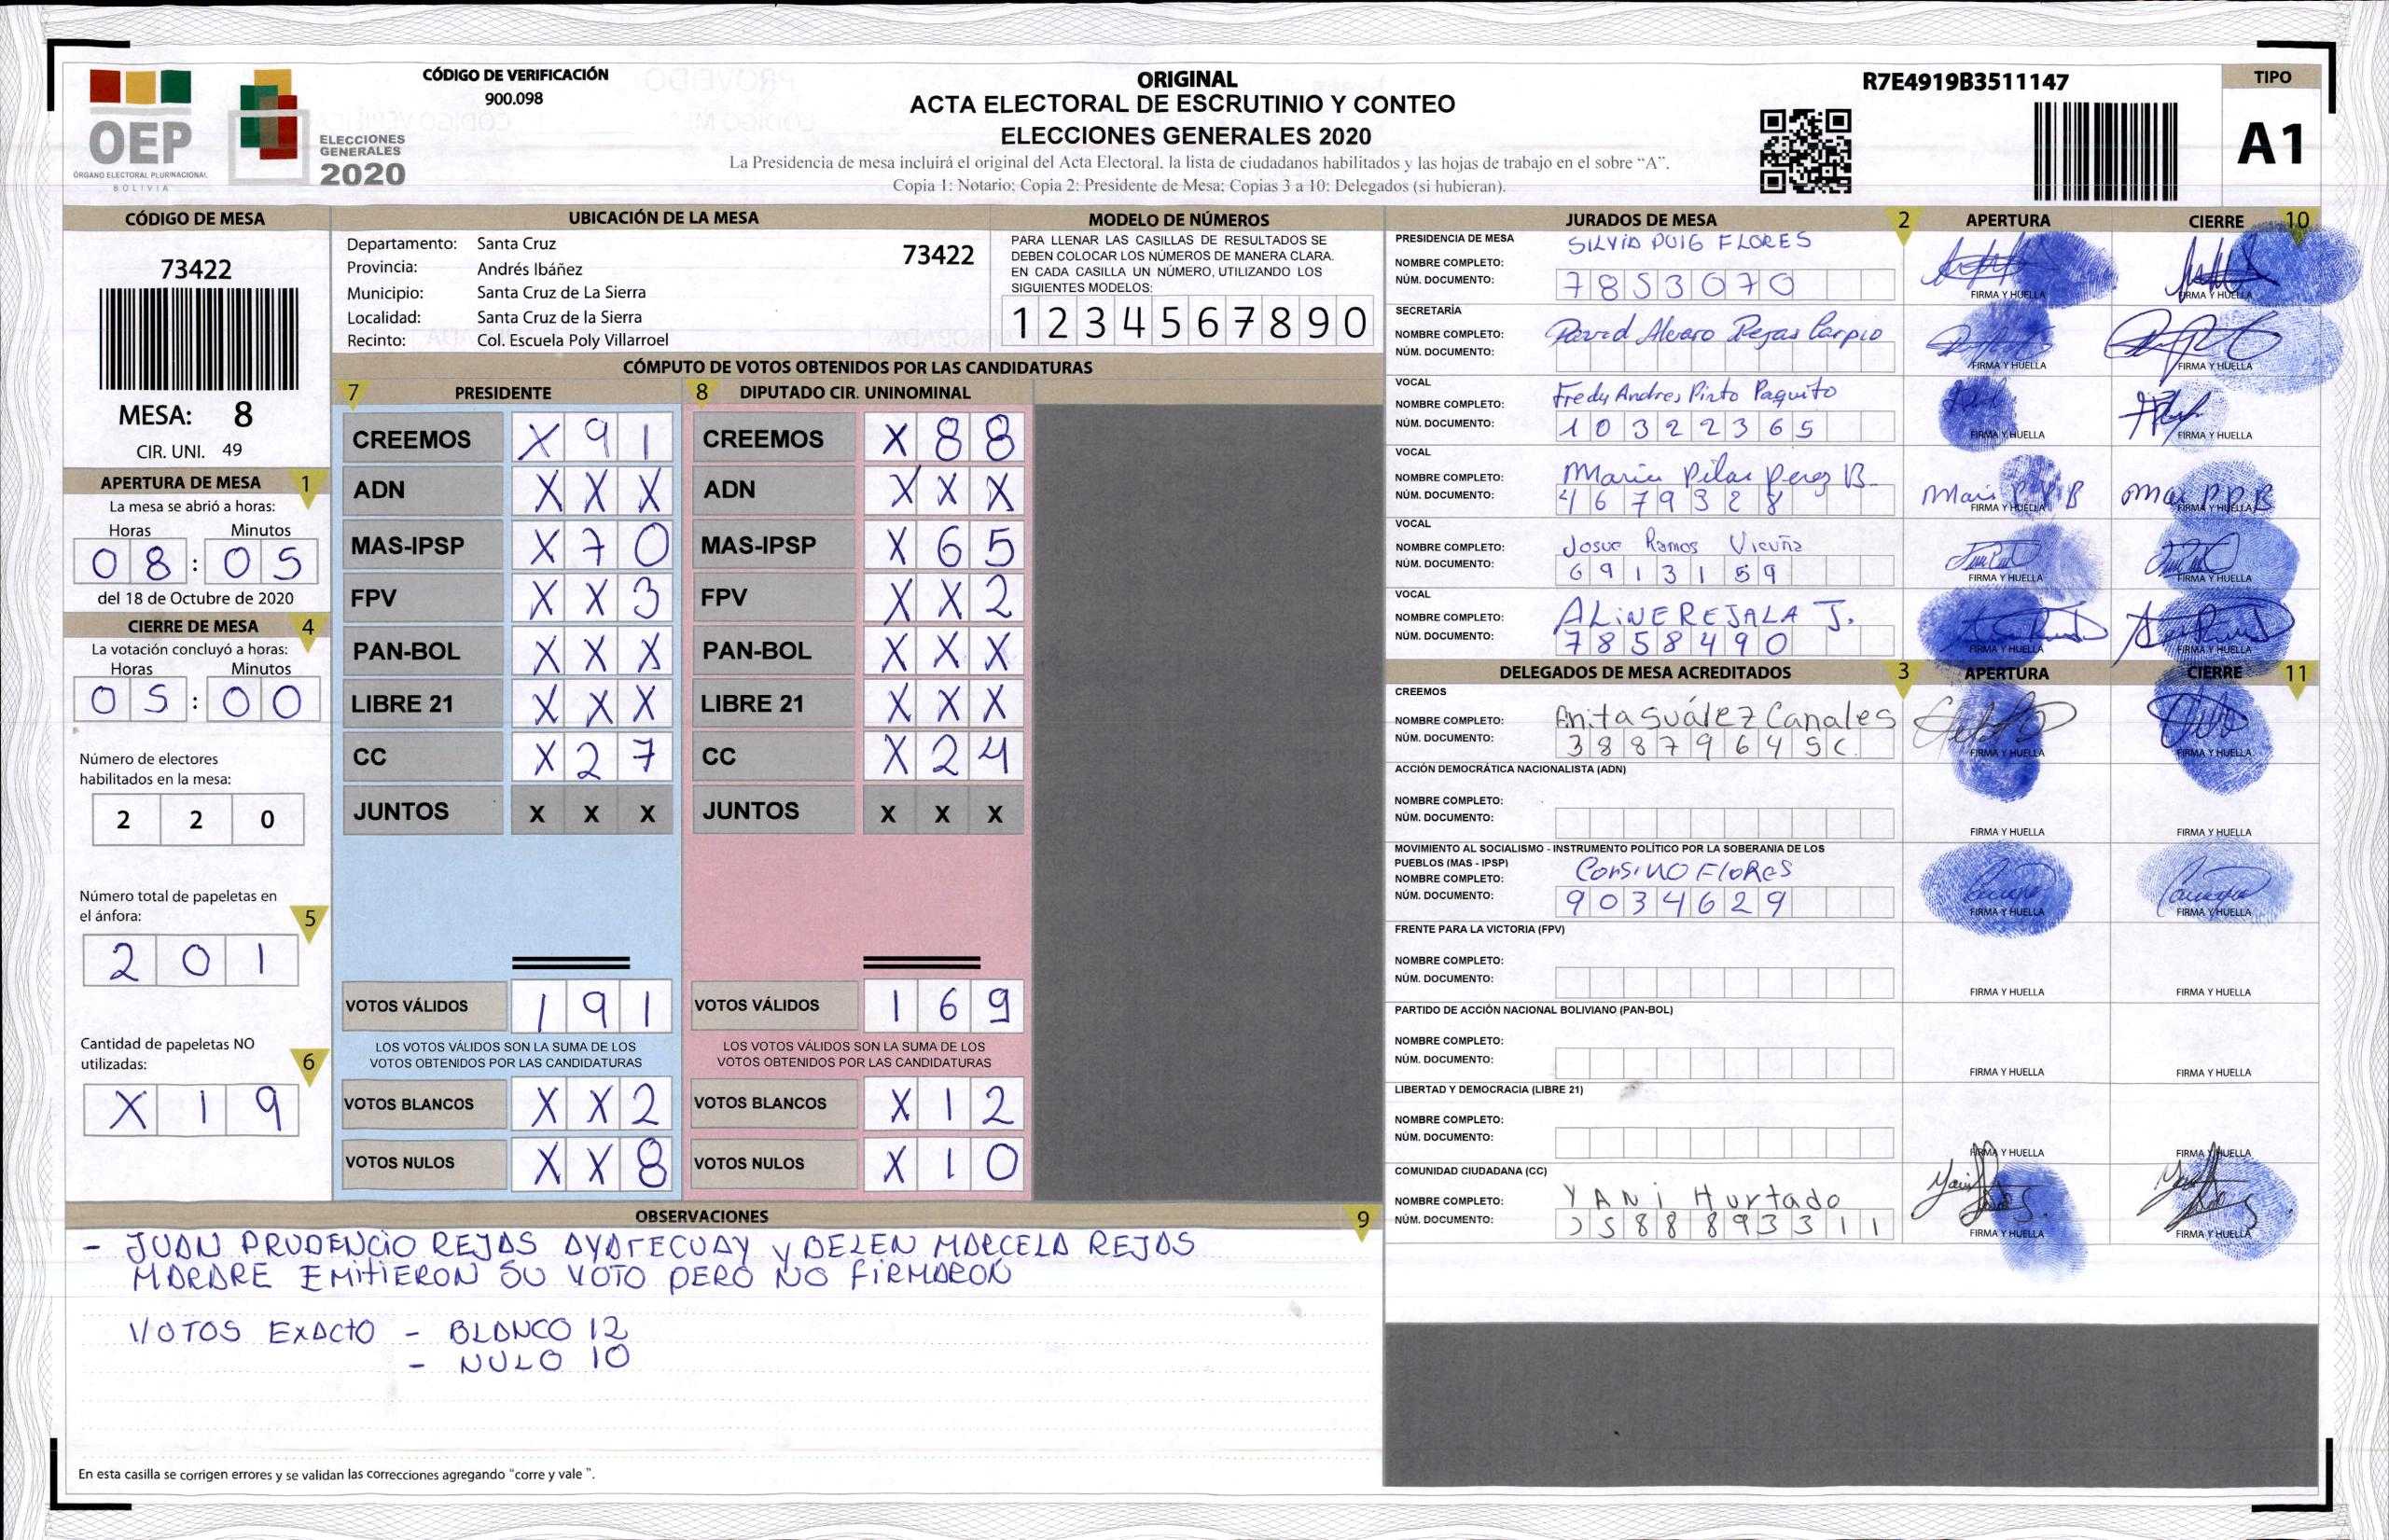 OEP
ÓRGANO ELECTORAL PLURINACIONAL
BOLIVIA
ELECCIONES
GENERALES
2020
CÓDIGO DE VERIFICACIÓN
900.098
ORIGINAL
ACTA ELECTORAL DE ESCRUTINIO Y CONTEO
ELECCIONES GENERALES 2020
La Presidencia de mesa incluirá el original del Acta Electoral, la lista de ciudadanos habilitados y las hojas de trabajo en el sobre “A”.
Copia 1: Notario; Copia 2: Presidente de Mesa; Copias 3 a 10: Delegados (si hubieran).
R7E4919B3511147
TIPO
A1
CÓDIGO DE MESA
73422
MESA: 8
CIR. UNI. 49
APERTURA DE MESA 1
La mesa se abrió a horas:
Horas Minutos
08:05
del 18 de Octubre de 2020
CIERRE DE MESA 4
La votación concluyó a horas:
Horas Minutos
05:00
Número de electores
habilitados en la mesa:
2 2 0
Número total de papeletas en
el ánfora: 5
2 0 1
Cantidad de papeletas NO
utilizadas: 6
X 1 9
UBICACIÓN DE LA MESA
Departamento: Santa Cruz 73422
Provincia: Andrés Ibáñez
Municipio: Santa Cruz de La Sierra
Localidad: Santa Cruz de la Sierra
Recinto: Col. Escuela Poly Villarroel
MODELO DE NÚMEROS
PARA LLENAR LAS CASILLAS DE RESULTADOS SE
DEBEN COLOCAR LOS NÚMEROS DE MANERA CLARA.
EN CADA CASILLA UN NÚMERO, UTILIZANDO LOS
SIGUIENTES MODELOS:
1 2 3 4 5 6 7 8 9 0
CÓMPUTO DE VOTOS OBTENIDOS POR LAS CANDIDATURAS
7 PRESIDENTE
CREEMOS X 9 1
ADN X X X
MAS-IPSP X 7 0
FPV X X 3
PAN-BOL X X X
LIBRE 21 X X X
CC X 2 7
JUNTOS X X X
VOTOS VÁLIDOS 1 9 1
LOS VOTOS VÁLIDOS SON LA SUMA DE LOS
VOTOS OBTENIDOS POR LAS CANDIDATURAS
VOTOS BLANCOS X X 2
VOTOS NULOS X X 8
8 DIPUTADO CIR. UNINOMINAL
CREEMOS X 8 8
ADN X X X
MAS-IPSP X 6 5
FPV X X 2
PAN-BOL X X X
LIBRE 21 X X X
CC X 2 4
JUNTOS X X X
VOTOS VÁLIDOS 1 6 9
LOS VOTOS VÁLIDOS SON LA SUMA DE LOS
VOTOS OBTENIDOS POR LAS CANDIDATURAS
VOTOS BLANCOS X 1 2
VOTOS NULOS X 1 0
OBSERVACIONES 9
- JUAN PRUDENCIO REJAS AYATECUAY y BELEN MARCELA REJAS
MARDRE EMITIERON SU VOTO PERO NO FIRMARON
VOTOS EXACTO - BLANCO 12
- NULO 10
En esta casilla se corrigen errores y se validan las correcciones agregando “corre y vale ”.
JURADOS DE MESA 2 APERTURA CIERRE 10
PRESIDENCIA DE MESA
NOMBRE COMPLETO: SILVIA PUIG FLORES
NÚM. DOCUMENTO: 7853070
FIRMA Y HUELLA FIRMA Y HUELLA
SECRETARÍA
NOMBRE COMPLETO: David Alvaro Rejas Carpio
NÚM. DOCUMENTO:
FIRMA Y HUELLA FIRMA Y HUELLA
VOCAL
NOMBRE COMPLETO: Fredy Andres Pinto Paquito
NÚM. DOCUMENTO: 10322365
FIRMA Y HUELLA FIRMA Y HUELLA
VOCAL
NOMBRE COMPLETO: Maria Pilar Perez B.
NÚM. DOCUMENTO: 4679328
FIRMA Y HUELLA FIRMA Y HUELLA
VOCAL
NOMBRE COMPLETO: Josue Ramos Vicuña
NÚM. DOCUMENTO: 6913159
FIRMA Y HUELLA FIRMA Y HUELLA
VOCAL
NOMBRE COMPLETO: ALINE REJALA J.
NÚM. DOCUMENTO: 7858490
FIRMA Y HUELLA FIRMA Y HUELLA
DELEGADOS DE MESA ACREDITADOS 3 APERTURA CIERRE 11
CREEMOS
NOMBRE COMPLETO: Anita Suárez Canales
NÚM. DOCUMENTO: 3887964 SC.
FIRMA Y HUELLA FIRMA Y HUELLA
ACCIÓN DEMOCRÁTICA NACIONALISTA (ADN)
NOMBRE COMPLETO:
NÚM. DOCUMENTO:
FIRMA Y HUELLA FIRMA Y HUELLA
MOVIMIENTO AL SOCIALISMO - INSTRUMENTO POLÍTICO POR LA SOBERANIA DE LOS
PUEBLOS (MAS - IPSP)
NOMBRE COMPLETO: CORSINO FLORES
NÚM. DOCUMENTO: 9034629
FIRMA Y HUELLA FIRMA Y HUELLA
FRENTE PARA LA VICTORIA (FPV)
NOMBRE COMPLETO:
NÚM. DOCUMENTO:
FIRMA Y HUELLA FIRMA Y HUELLA
PARTIDO DE ACCIÓN NACIONAL BOLIVIANO (PAN-BOL)
NOMBRE COMPLETO:
NÚM. DOCUMENTO:
FIRMA Y HUELLA FIRMA Y HUELLA
LIBERTAD Y DEMOCRACIA (LIBRE 21)
NOMBRE COMPLETO:
NÚM. DOCUMENTO:
FIRMA Y HUELLA FIRMA Y HUELLA
COMUNIDAD CIUDADANA (CC)
NOMBRE COMPLETO: YANI Hurtado
NÚM. DOCUMENTO:
FIRMA Y HUELLA FIRMA Y HUELLA